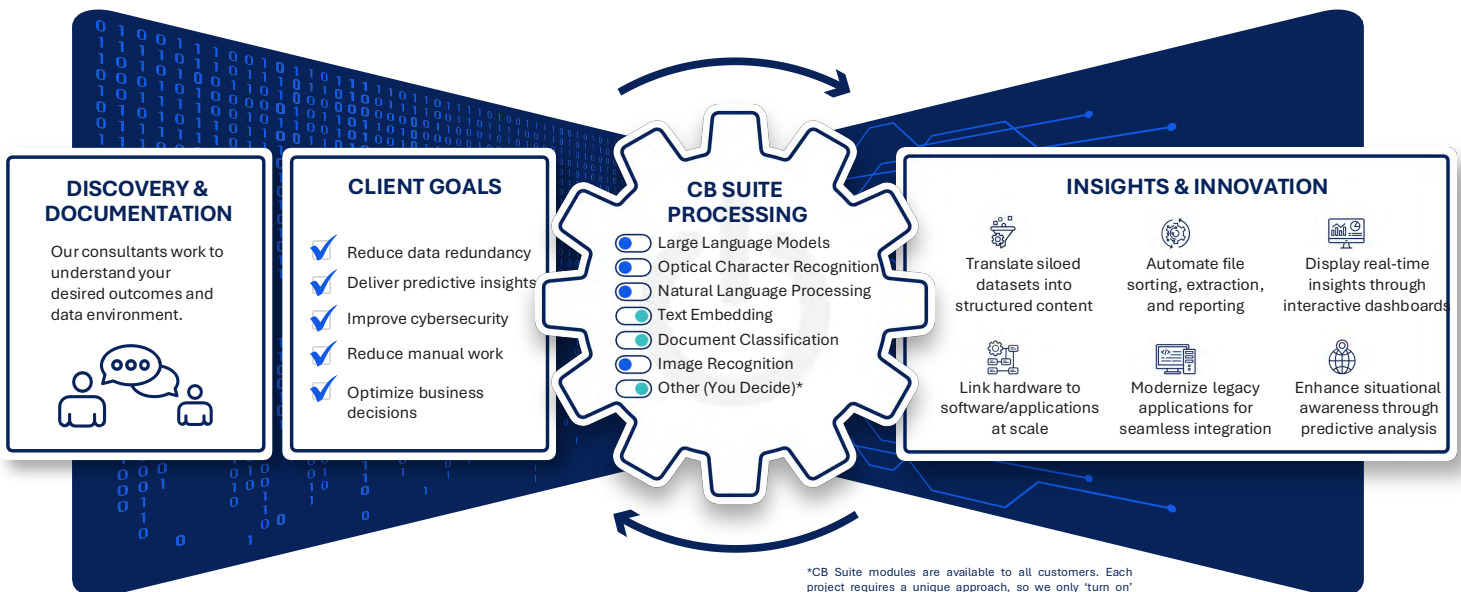 DISCOVERY &
DOCUMENTATION
Our consultants work to
understand your
desired outcomes and
data environment.
CLIENT GOALS
Reduce data redundancy
Deliver predictive insights
Improve cybersecurity
Reduce manual work
Optimize business
decisions
CB SUITE
PROCESSING
Large Language Models
Optical Character Recognition
Natural Language Processing
Text Embedding
Document Classification
Image Recognition
Other (You Decide)*
INSIGHTS & INNOVATION
Translate siloed
datasets into
structured content
Automate file
sorting, extraction,
and reporting
Display real-time
insights through
interactive dashboards
Link hardware to
software/applications
at scale
Modernize legacy
applications for
seamless integration
Enhance situational
awareness through
predictive analysis
*CB Suite modules are available to all customers. Each
project requires a unique approach, so we only ‘turn on’